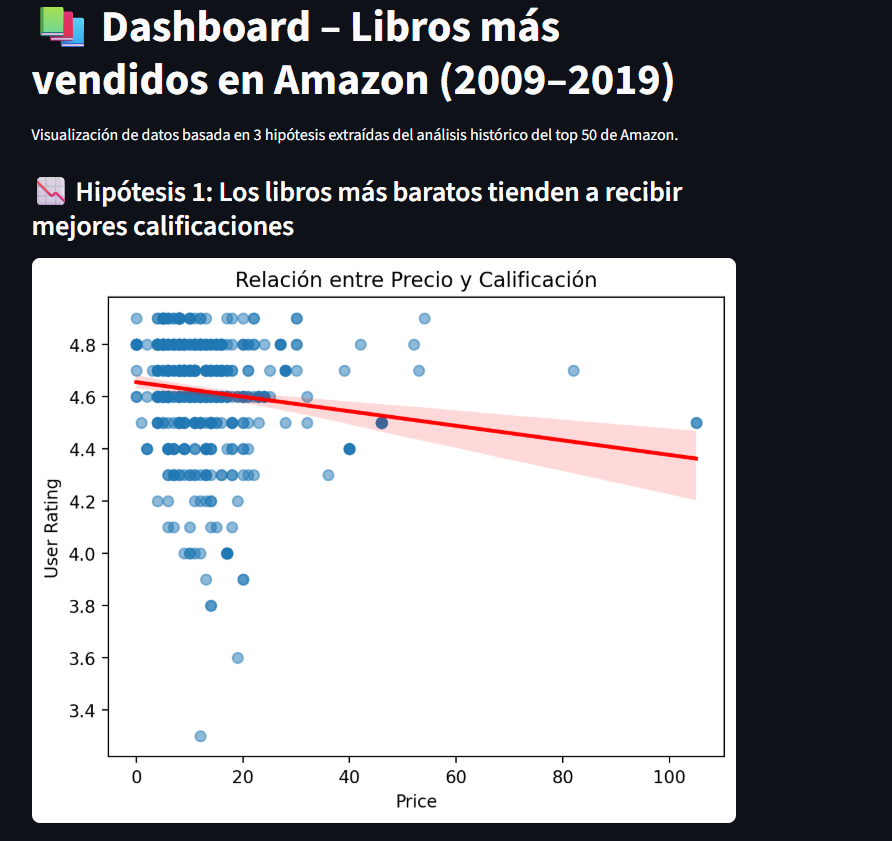 Dashboard – Libros más
vendidos en Amazon (2009–2019)
Visualización de datos basada en 3 hipótesis extraídas del análisis histórico del top 50 de Amazon.
Hipótesis 1: Los libros más baratos tienden a recibir
mejores calificaciones
Relación entre Precio y Calificación
User Rating
4.8
4.6
4.4
4.2
4.0
3.8
3.6
3.4
0 20 40 60 80 100
Price